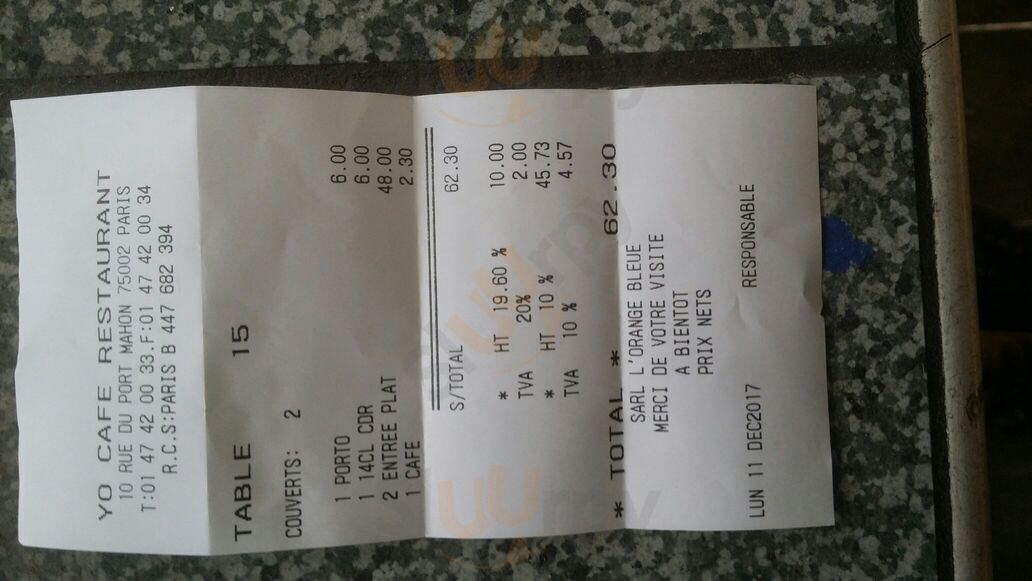 YO CAFE RESTAURANT
10 RUE DU PORT MAHON 75002 PARIS
T:01 47 42 00 33.F:01 47 42 00 34
R.C.S:PARIS B 447 682 394
TABLE 15
COUVERTS: 2
1 PORTO 6.00
1 14CL CDR 6.00
2 ENTREE PLAT 48.00
1 CAFE 2.30
S/TOTAL 62.30
* HT 19.60 % 10.00
TVA 20% 2.00
* HT 10 % 45.73
TVA 10 % 4.57
* TOTAL * 62.30
SARL L'ORANGE BLEUE
MERCI DE VOTRE VISITE
A BIENTOT
PRIX NETS
LUN 11 DEC2017 RESPONSABLE